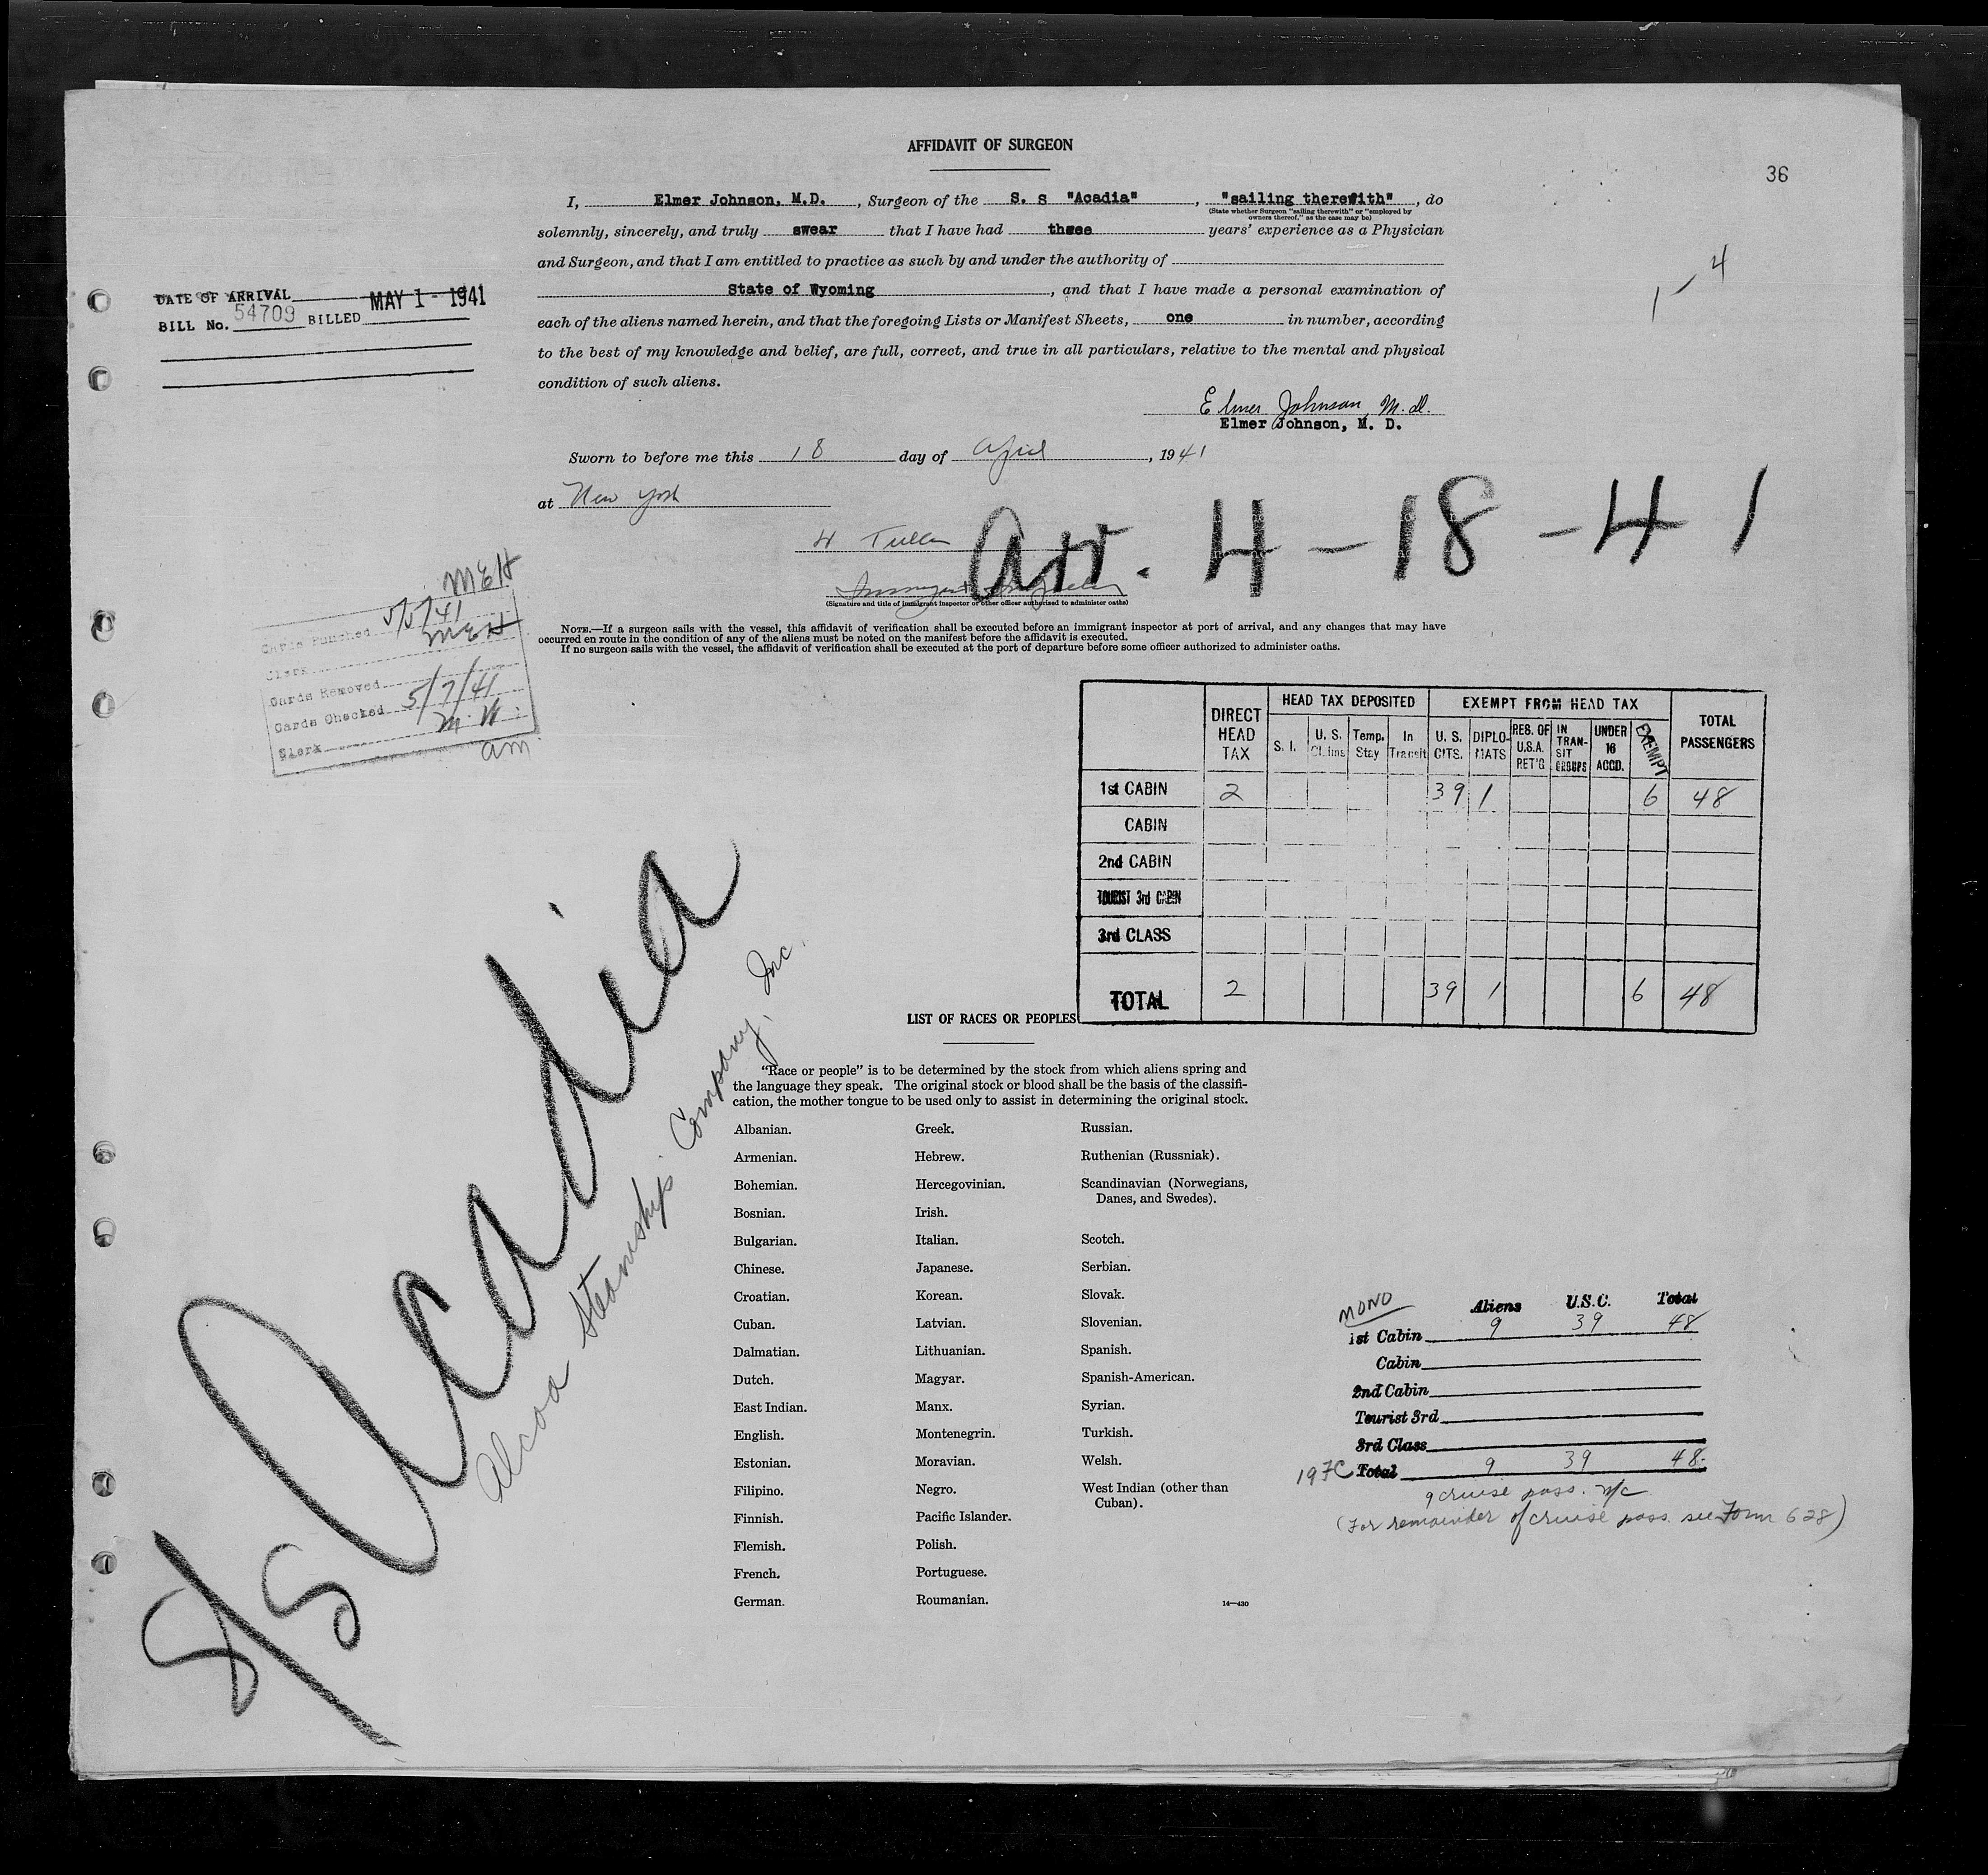 AFFIDAVIT OF SURGEON
36
I, Elmer Johnson, M.D. , Surgeon of the S. S "Acadia" , "sailing therewith" , do
(State whether Surgeon "sailing therewith" or "employed by
owners thereof," as the case may be)
solemnly, sincerely, and truly swear that I have had three years' experience as a Physician
and Surgeon, and that I am entitled to practice as such by and under the authority of
State of Wyoming , and that I have made a personal examination of
each of the aliens named herein, and that the foregoing Lists or Manifest Sheets, one in number, according
to the best of my knowledge and belief, are full, correct, and true in all particulars, relative to the mental and physical
condition of such aliens.
1 - 4
DATE OF ARRIVAL
MAY 1 - 1941
BILL No. 54709 BILLED
Elmer Johnson, M.D.
Elmer Johnson, M. D.
Sworn to before me this 18 day of April , 1941
at New York
Arr. 4-18-41
(Signature and title of immigrant inspector or other officer authorized to administer oaths)
NOTE.—If a surgeon sails with the vessel, this affidavit of verification shall be executed before an immigrant inspector at port of arrival, and any changes that may have
occurred en route in the condition of any of the aliens must be noted on the manifest before the affidavit is executed.
If no surgeon sails with the vessel, the affidavit of verification shall be executed at the port of departure before some officer authorized to administer oaths.
MEH
Cards Punched 5/5/41
Clerk MEH
Cards Removed
Cards Checked 5/7/41
Clerk M. H.
am
DIRECT HEAD TAX HEAD TAX DEPOSITED EXEMPT FROM HEAD TAX TOTAL PASSENGERS
S. I. U. S. Claims Temp. Stay In Transit U. S. CITS. DIPLOMATS RES. OF U.S.A. RET'G IN TRANSIT GROUPS UNDER 16 ACCD. EXEMPT
1st CABIN 2 39 1 6 48
CABIN
2nd CABIN
TOURIST 3rd CABIN
3rd CLASS
TOTAL 2 39 1 6 48
S/S Acadia
Alcoa Steamship Company, Inc.
LIST OF RACES OR PEOPLES
"Race or people" is to be determined by the stock from which aliens spring and
the language they speak. The original stock or blood shall be the basis of the classifi-
cation, the mother tongue to be used only to assist in determining the original stock.
Albanian.
Armenian.
Bohemian.
Bosnian.
Bulgarian.
Chinese.
Croatian.
Cuban.
Dalmatian.
Dutch.
East Indian.
English.
Estonian.
Filipino.
Finnish.
Flemish.
French.
German.
Greek.
Hebrew.
Hercegovinian.
Irish.
Italian.
Japanese.
Korean.
Latvian.
Lithuanian.
Magyar.
Manx.
Montenegrin.
Moravian.
Negro.
Pacific Islander.
Polish.
Portuguese.
Roumanian.
Russian.
Ruthenian (Russniak).
Scandinavian (Norwegians,
Danes, and Swedes).
Scotch.
Serbian.
Slovak.
Slovenian.
Spanish.
Spanish-American.
Syrian.
Turkish.
Welsh.
West Indian (other than
Cuban).
14—430
MONO Aliens U.S.C. Total
1st Cabin 9 39 48
Cabin
2nd Cabin
Tourist 3rd
3rd Class
197C Total 9 39 48.
9 cruise pass. n/c
(For remainder of cruise pass. see Form 628)